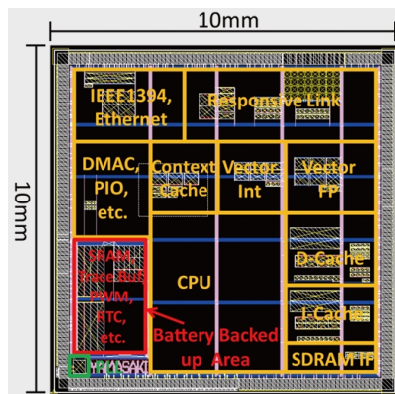 10mm
10mm
IEEE1394,
Ethernet
Responsive Link
DMAC,
PIO,
etc.
Context
Cache
Vector
Int
Vector
FP
SRAM,
Trace Buff
PWM,
RTC,
etc.
CPU
D-Cache
I-Cache
Battery Backed
up Area
SDRAM IF